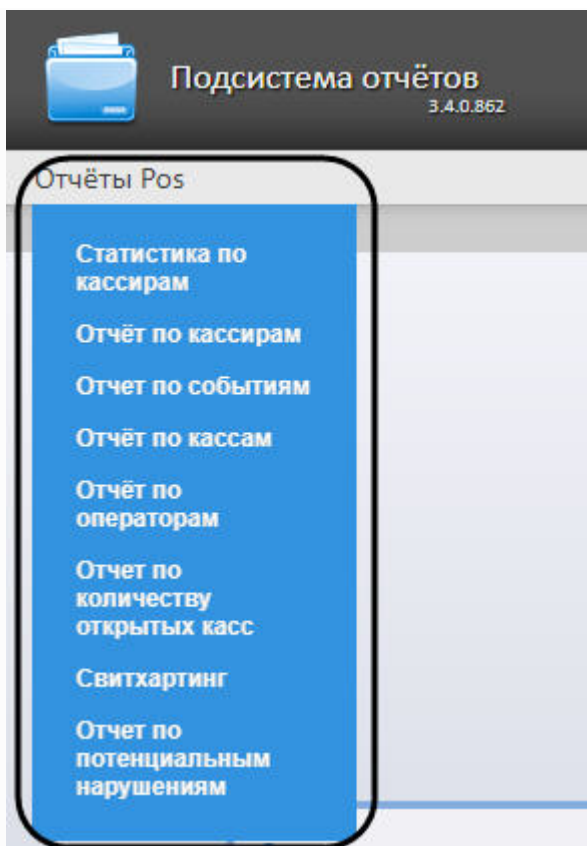 Подсистема отчётов
3.4.0.862
Отчёты Pos
Статистика по
кассирам
Отчёт по кассирам
Отчет по событиям
Отчёт по кассам
Отчёт по
операторам
Отчет по
количеству
открытых касс
Свитхартинг
Отчет по
потенциальным
нарушениям